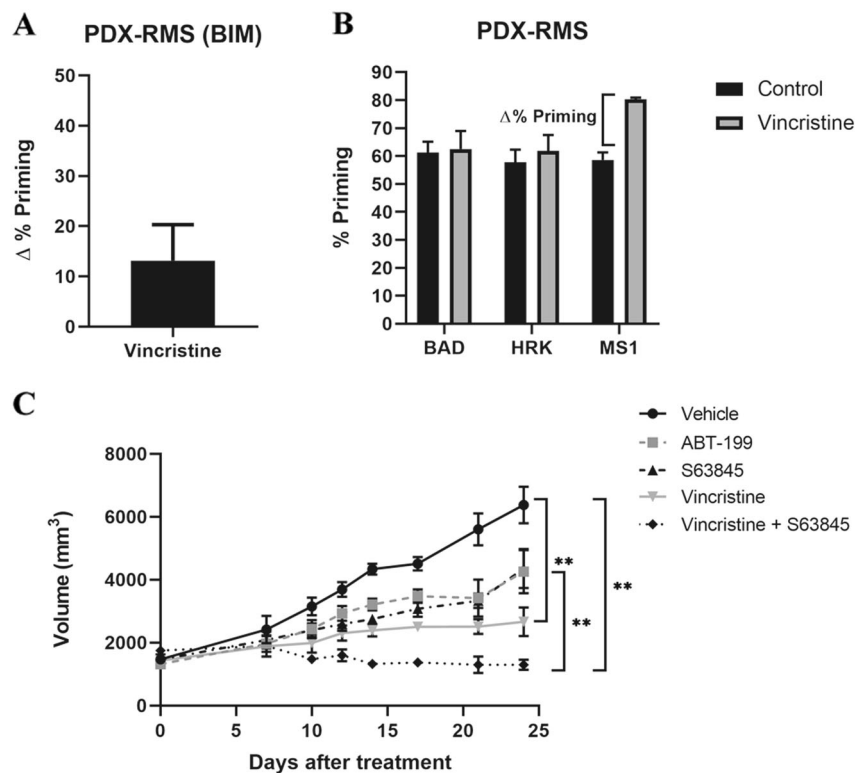 A
PDX-RMS (BIM)
Δ % Priming
50
40
30
20
10
0
Vincristine
B
PDX-RMS
% Priming
90
80
70
60
50
40
30
20
10
0
Δ% Priming
BAD
HRK
MS1
Control
Vincristine
C
Volume (mm³)
8000
6000
4000
2000
0
0 5 10 15 20 25
Days after treatment
**
**
**
Vehicle
ABT-199
S63845
Vincristine
Vincristine + S63845